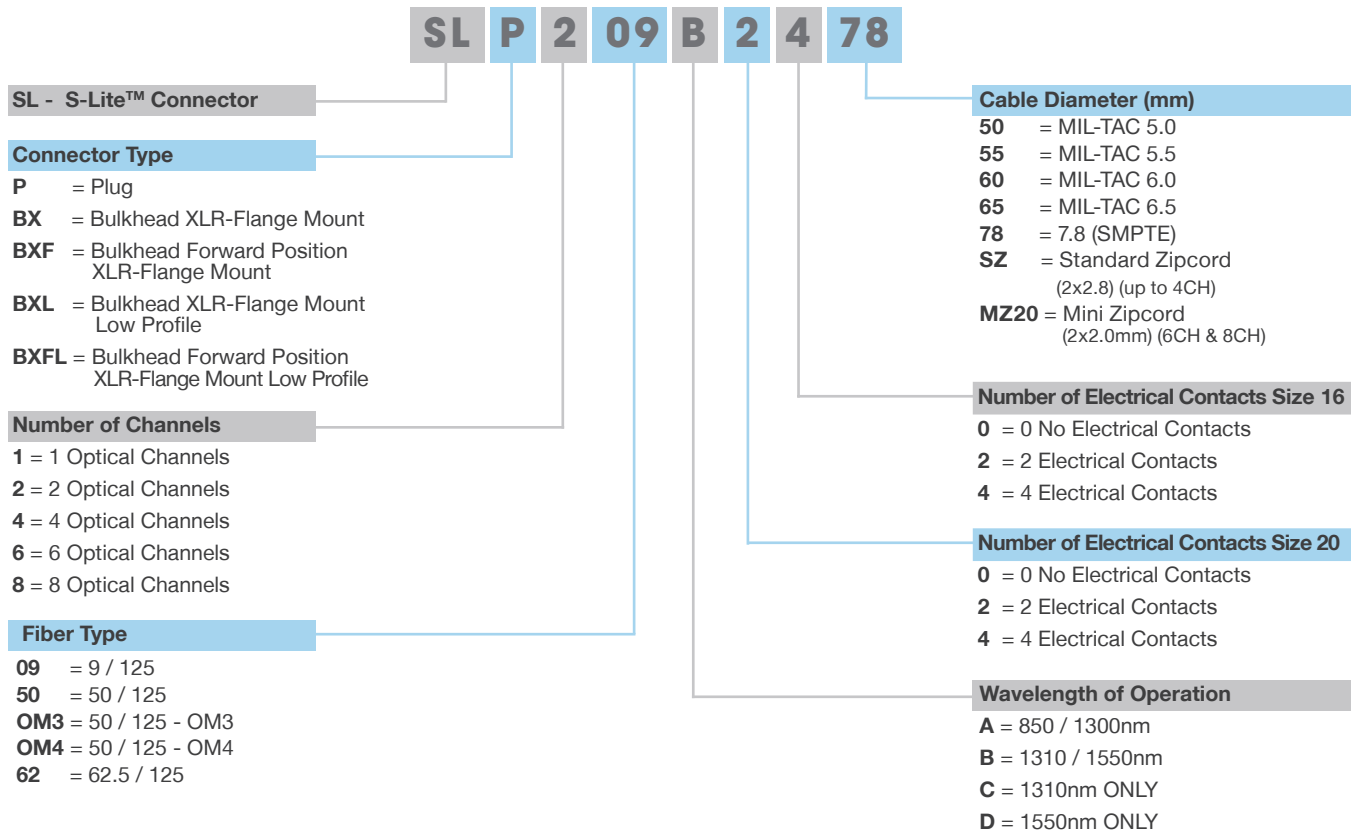 SL P 2 09 B 2 4 78
SL - S-Lite™ Connector
Connector Type
P = Plug
BX = Bulkhead XLR-Flange Mount
BXF = Bulkhead Forward Position
XLR-Flange Mount
BXL = Bulkhead XLR-Flange Mount
Low Profile
BXFL = Bulkhead Forward Position
XLR-Flange Mount Low Profile
Number of Channels
1 = 1 Optical Channels
2 = 2 Optical Channels
4 = 4 Optical Channels
6 = 6 Optical Channels
8 = 8 Optical Channels
Fiber Type
09 = 9 / 125
50 = 50 / 125
OM3 = 50 / 125 - OM3
OM4 = 50 / 125 - OM4
62 = 62.5 / 125
Cable Diameter (mm)
50 = MIL-TAC 5.0
55 = MIL-TAC 5.5
60 = MIL-TAC 6.0
65 = MIL-TAC 6.5
78 = 7.8 (SMPTE)
SZ = Standard Zipcord
(2x2.8) (up to 4CH)
MZ20 = Mini Zipcord
(2x2.0mm) (6CH & 8CH)
Number of Electrical Contacts Size 16
0 = 0 No Electrical Contacts
2 = 2 Electrical Contacts
4 = 4 Electrical Contacts
Number of Electrical Contacts Size 20
0 = 0 No Electrical Contacts
2 = 2 Electrical Contacts
4 = 4 Electrical Contacts
Wavelength of Operation
A = 850 / 1300nm
B = 1310 / 1550nm
C = 1310nm ONLY
D = 1550nm ONLY